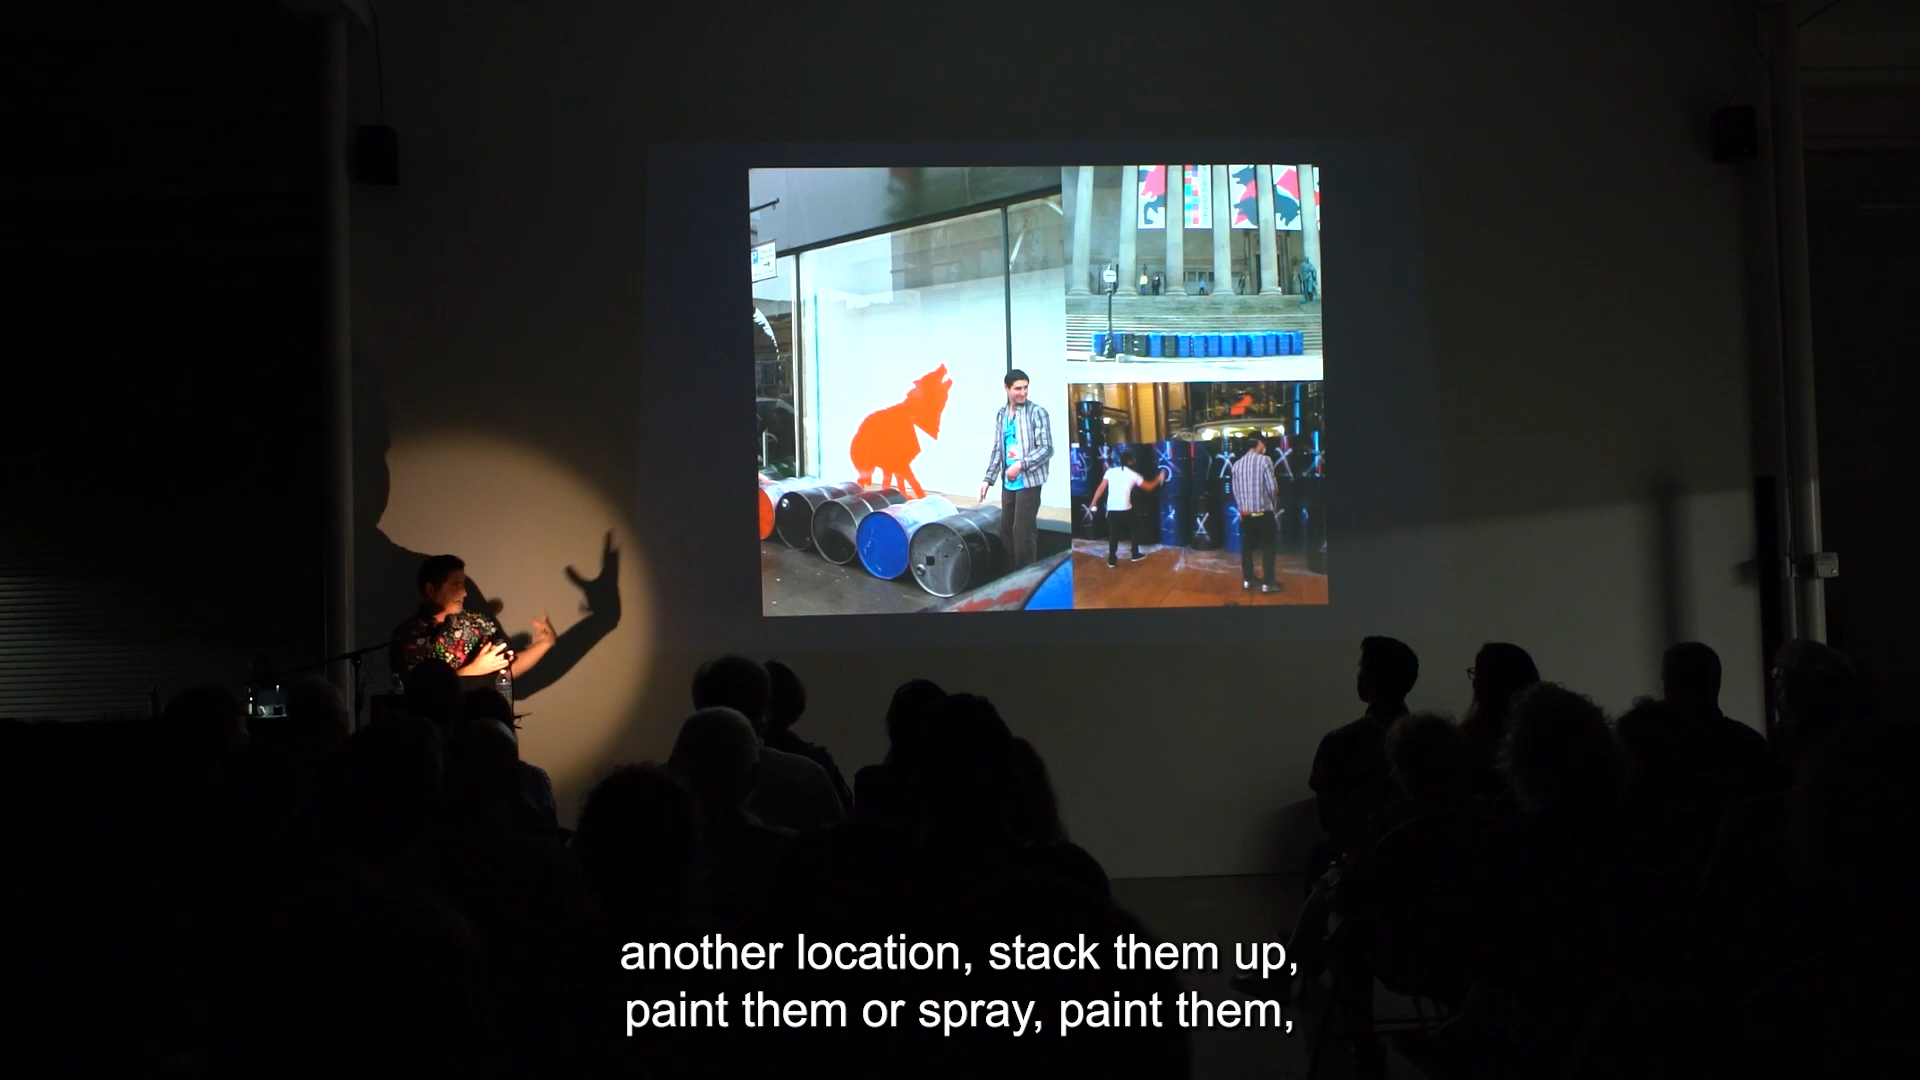 another location, stack them up,
paint them or spray, paint them,